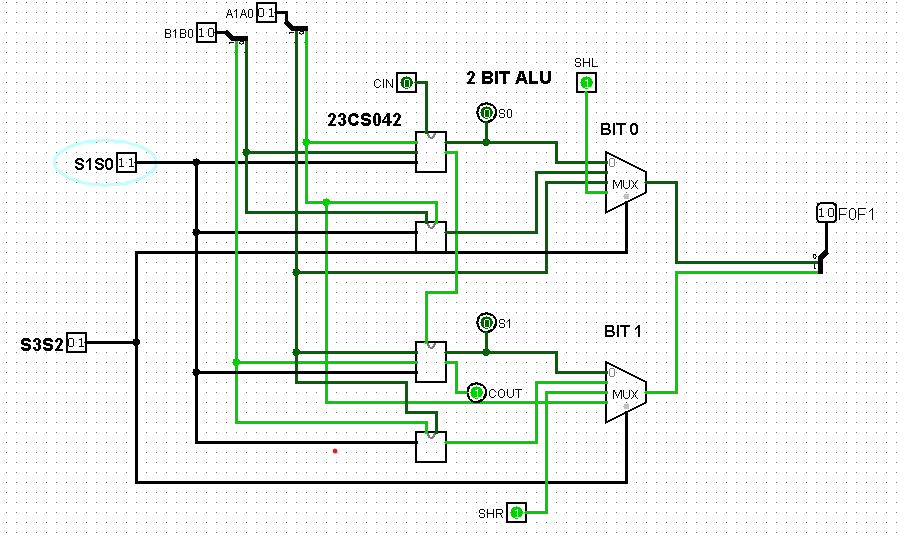 A1A0 0 1
B1B0 1 0
SHL
1
CIN 0
2 BIT ALU
0 S0
23CS042
BIT 0
S1S0 1 1
0
MUX
1 0 F0F1
0
1
0 S1
BIT 1
S3S2 0 1
0
MUX
1 COUT
SHR 1